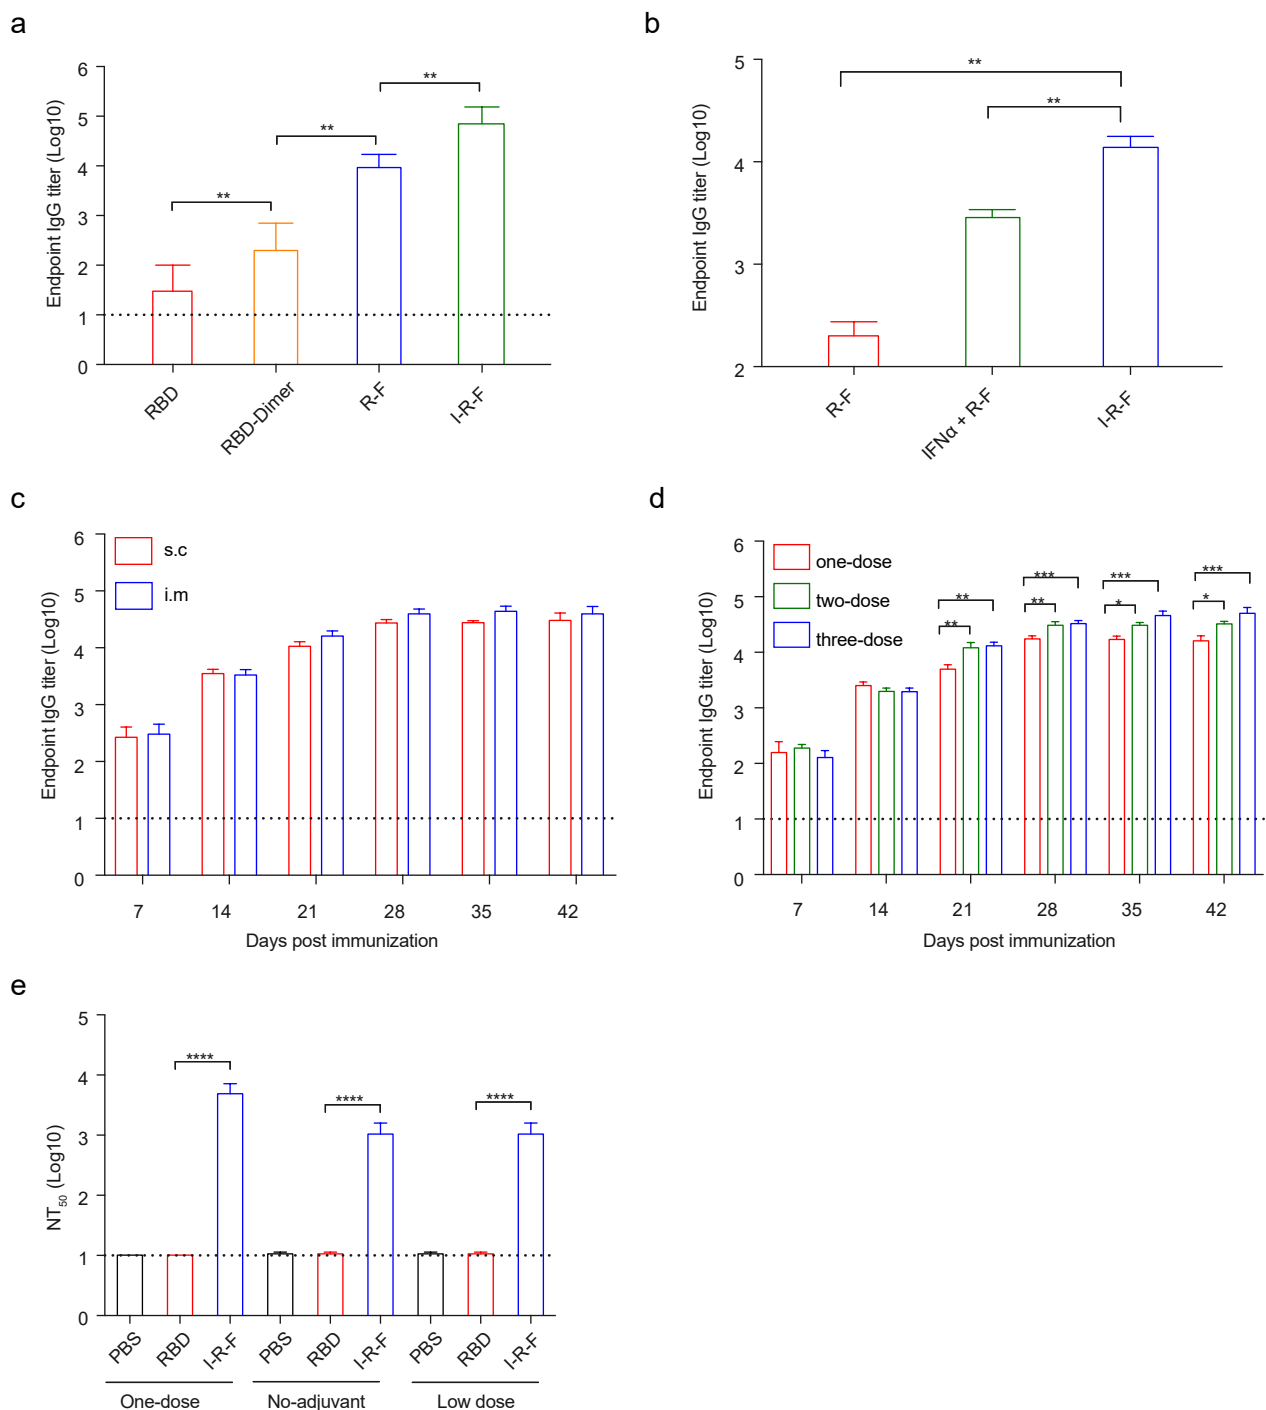 a
Endpoint IgG titer (Log10)
6
5
4
3
2
1
0
**
**
**
RBD
RBD-Dimer
R-F
I-R-F
b
Endpoint IgG titer (Log10)
5
4
3
2
**
**
R-F
IFNα + R-F
I-R-F
c
Endpoint IgG titer (Log10)
6
5
4
3
2
1
0
s.c
i.m
7 14 21 28 35 42
Days post immunization
d
Endpoint IgG titer (Log10)
6
5
4
3
2
1
0
one-dose
two-dose
three-dose
**
**
***
**
***
*
***
*
7 14 21 28 35 42
Days post immunization
e
NT50 (Log10)
5
4
3
2
1
0
****
****
****
PBS RBD I-R-F PBS RBD I-R-F PBS RBD I-R-F
One-dose No-adjuvant Low dose